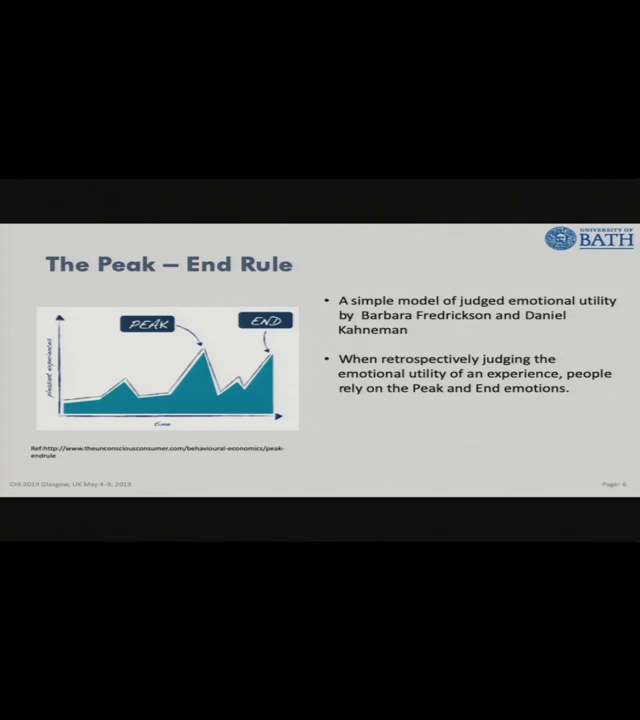 UNIVERSITY OF
BATH
The Peak – End Rule
PEAK
END
pleasant experiences
time
Ref:http://www.theunconsciousconsumer.com/behavioural-economics/peak-
endrule
• A simple model of judged emotional utility
by Barbara Fredrickson and Daniel
Kahneman
• When retrospectively judging the
emotional utility of an experience, people
rely on the Peak and End emotions.
CHI 2019 Glasgow, UK May 4-9, 2019
Page: 6